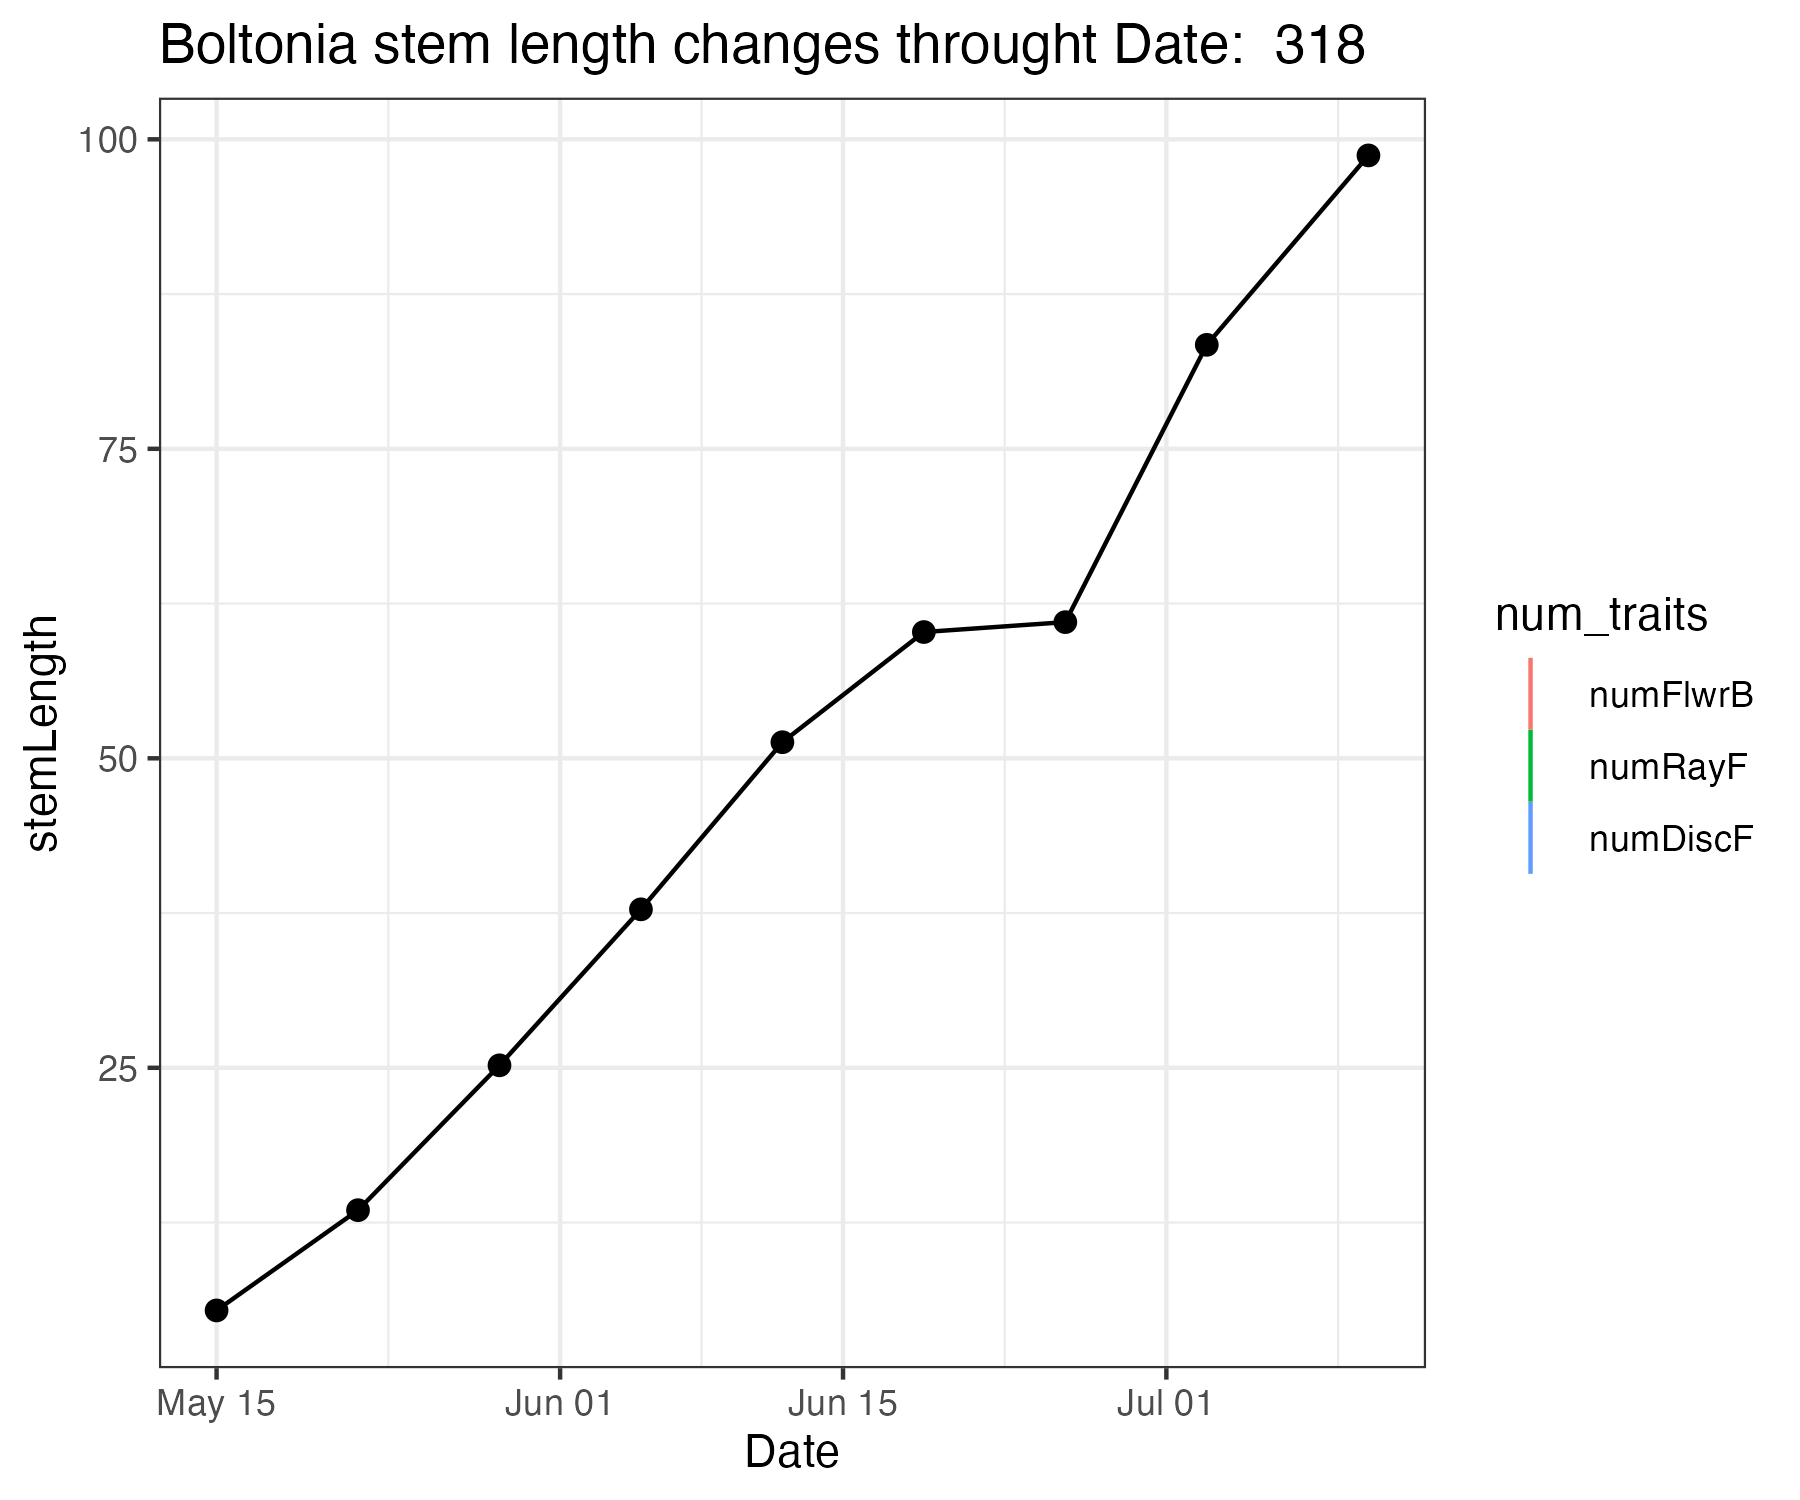 Boltonia stem length changes throught Date:  318
100
75
50
25
stemLength
May 15
Jun 01
Jun 15
Jul 01
Date
num_traits
numFlwrB
numRayF
numDiscF